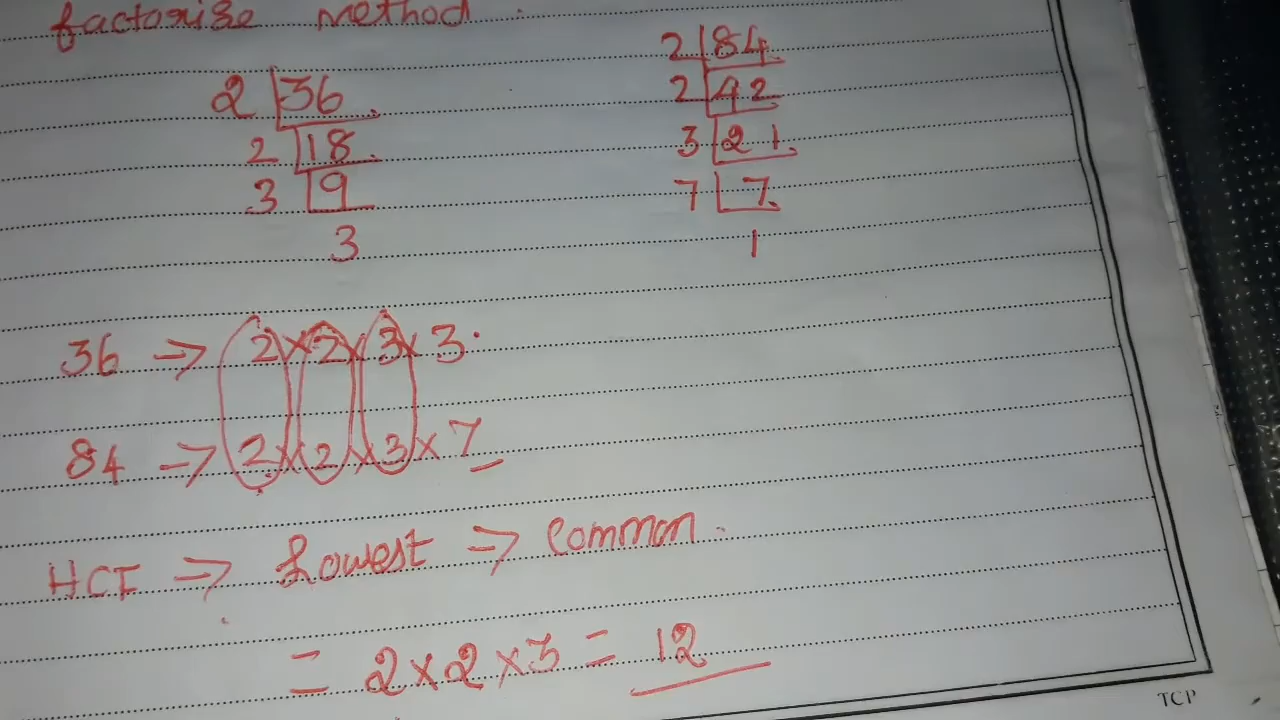 factorise method.
2 | 36
2 | 18
3 | 9
3
2 | 84
2 | 42
3 | 21
7 | 7
1
36 → 2 × 2 × 3 × 3
84 → 2 × 2 × 3 × 7
HCF ⇒ Lowest ⇒ Common.
= 2 × 2 × 3 = 12
TCP